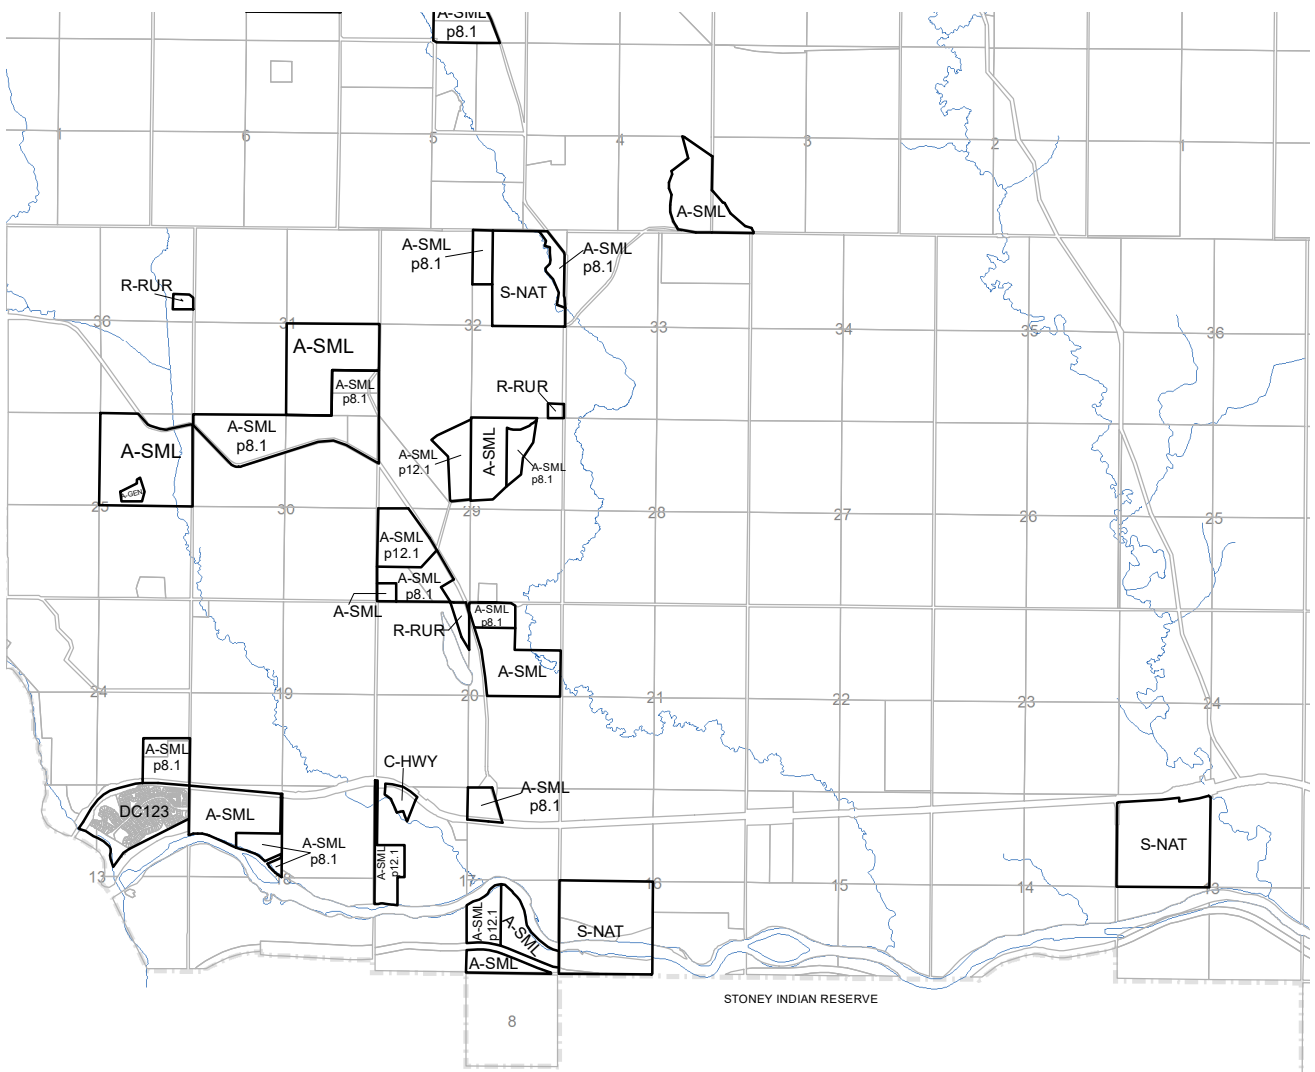 A-SML
p8.1
1
6
5
4
3
2
1
A-SML
A-SML
p8.1
A-SML
p8.1
S-NAT
R-RUR
36
31
32
33
34
35
36
A-SML
A-SML
p8.1
R-RUR
A-SML
p8.1
A-SML
A-SML
p12.1
A-SML
A-SML
p8.1
A-GEN
25
30
29
28
27
26
25
A-SML
p12.1
A-SML
p8.1
A-SML
R-RUR
A-SML
p8.1
A-SML
24
19
20
21
22
23
24
A-SML
p8.1
C-HWY
A-SML
p8.1
DC123
A-SML
A-SML
p8.1
A-SML
p12.1
S-NAT
13
18
17
16
15
14
13
A-SML
p12.1
A-SML
S-NAT
A-SML
STONEY INDIAN RESERVE
8